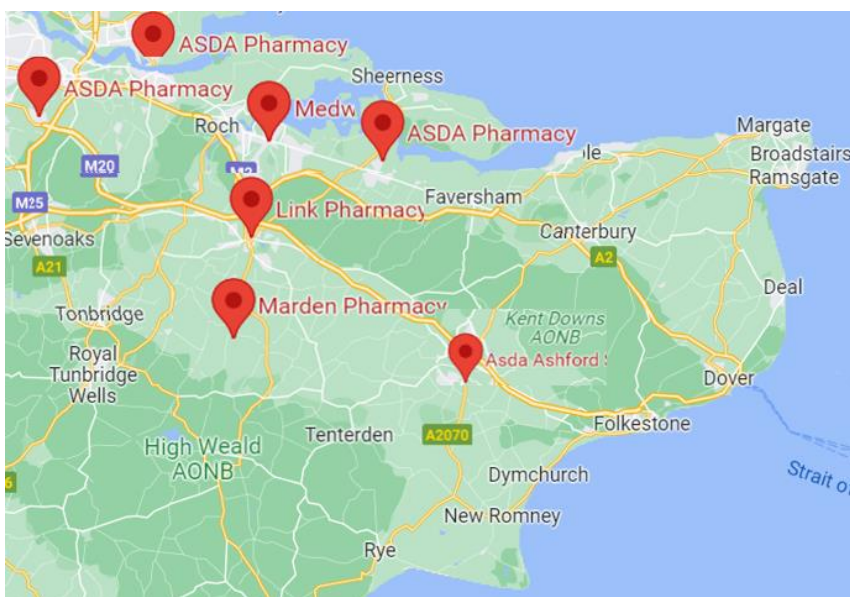 ASDA Pharmacy
Sheerness
ASDA Pharmacy
Medw
Roch
ASDA Pharmacy
Margate
Broadstairs
Ramsgate
M20
M2
M25
Link Pharmacy
Faversham
Canterbury
Sevenoaks
A21
A2
Deal
Marden Pharmacy
Tonbridge
Kent Downs
AONB
Royal
Tunbridge
Wells
Asda Ashford
Dover
Folkestone
Tenterden
A2070
High Weald
AONB
Dymchurch
Strait of
New Romney
Rye